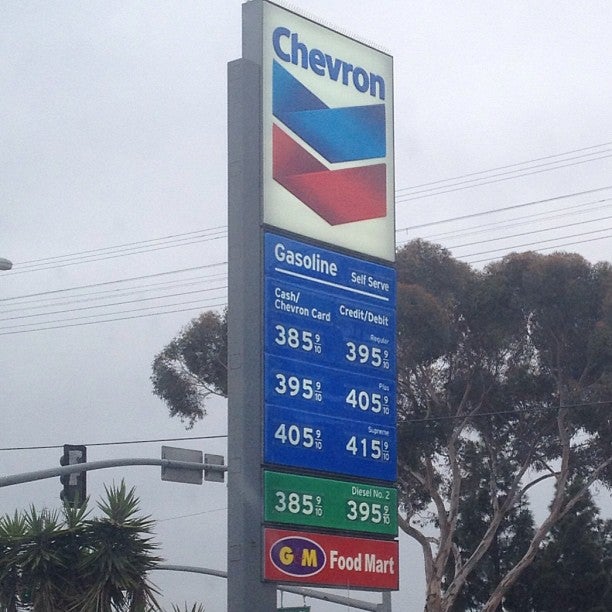 Chevron
Gasoline Self Serve
Cash/ Chevron Card Credit/Debit
Regular
385 9/10 395 9/10
Plus
395 9/10 405 9/10
Supreme
405 9/10 415 9/10
Diesel No. 2
385 9/10 395 9/10
G&M Food Mart